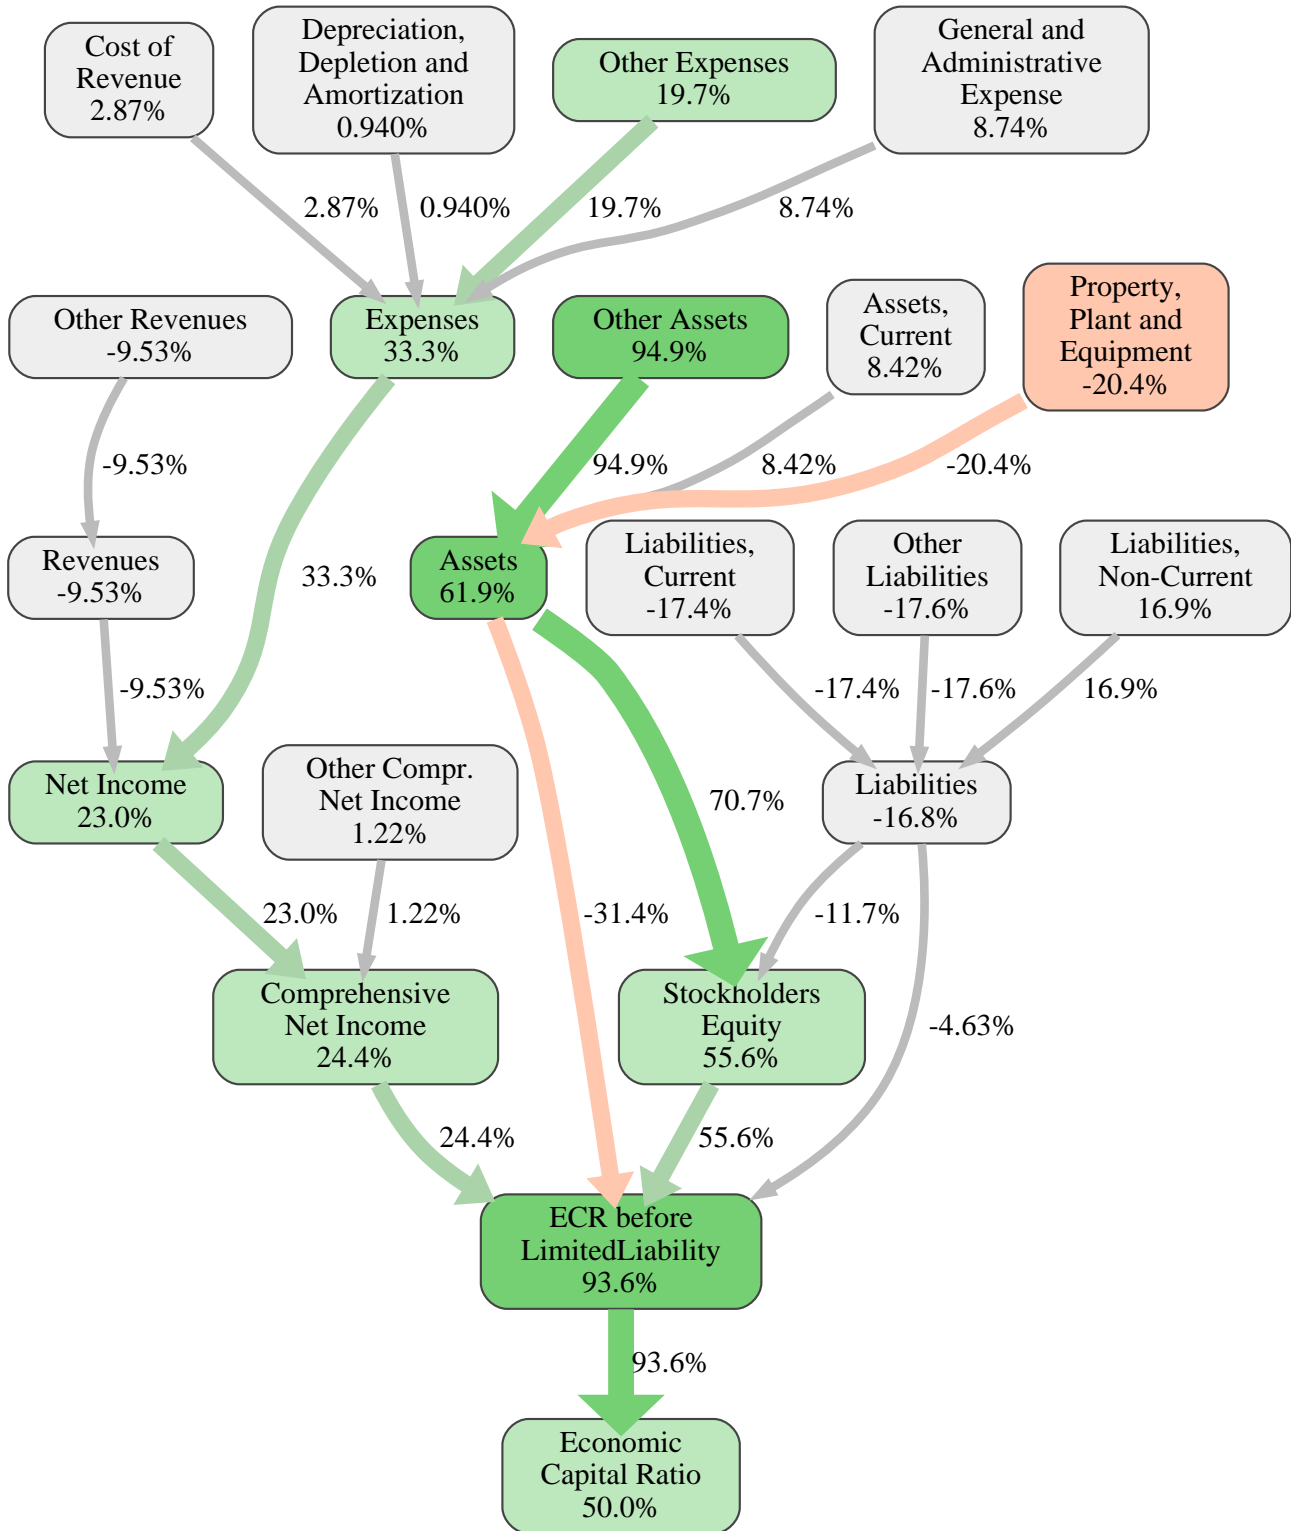 Cost of
Revenue
2.87%
Depreciation,
Depletion and
Amortization
0.940%
Other Expenses
19.7%
General and
Administrative
Expense
8.74%
2.87%
0.940%
19.7%
8.74%
Other Revenues
-9.53%
Expenses
33.3%
Other Assets
94.9%
Assets,
Current
8.42%
Property,
Plant and
Equipment
-20.4%
-9.53%
94.9%
8.42%
-20.4%
Revenues
-9.53%
33.3%
Assets
61.9%
Liabilities,
Current
-17.4%
Other
Liabilities
-17.6%
Liabilities,
Non-Current
16.9%
-9.53%
-17.4%
-17.6%
16.9%
Net Income
23.0%
Other Compr.
Net Income
1.22%
70.7%
Liabilities
-16.8%
23.0%
1.22%
-31.4%
-11.7%
Comprehensive
Net Income
24.4%
Stockholders
Equity
55.6%
-4.63%
24.4%
55.6%
ECR before
LimitedLiability
93.6%
93.6%
Economic
Capital Ratio
50.0%